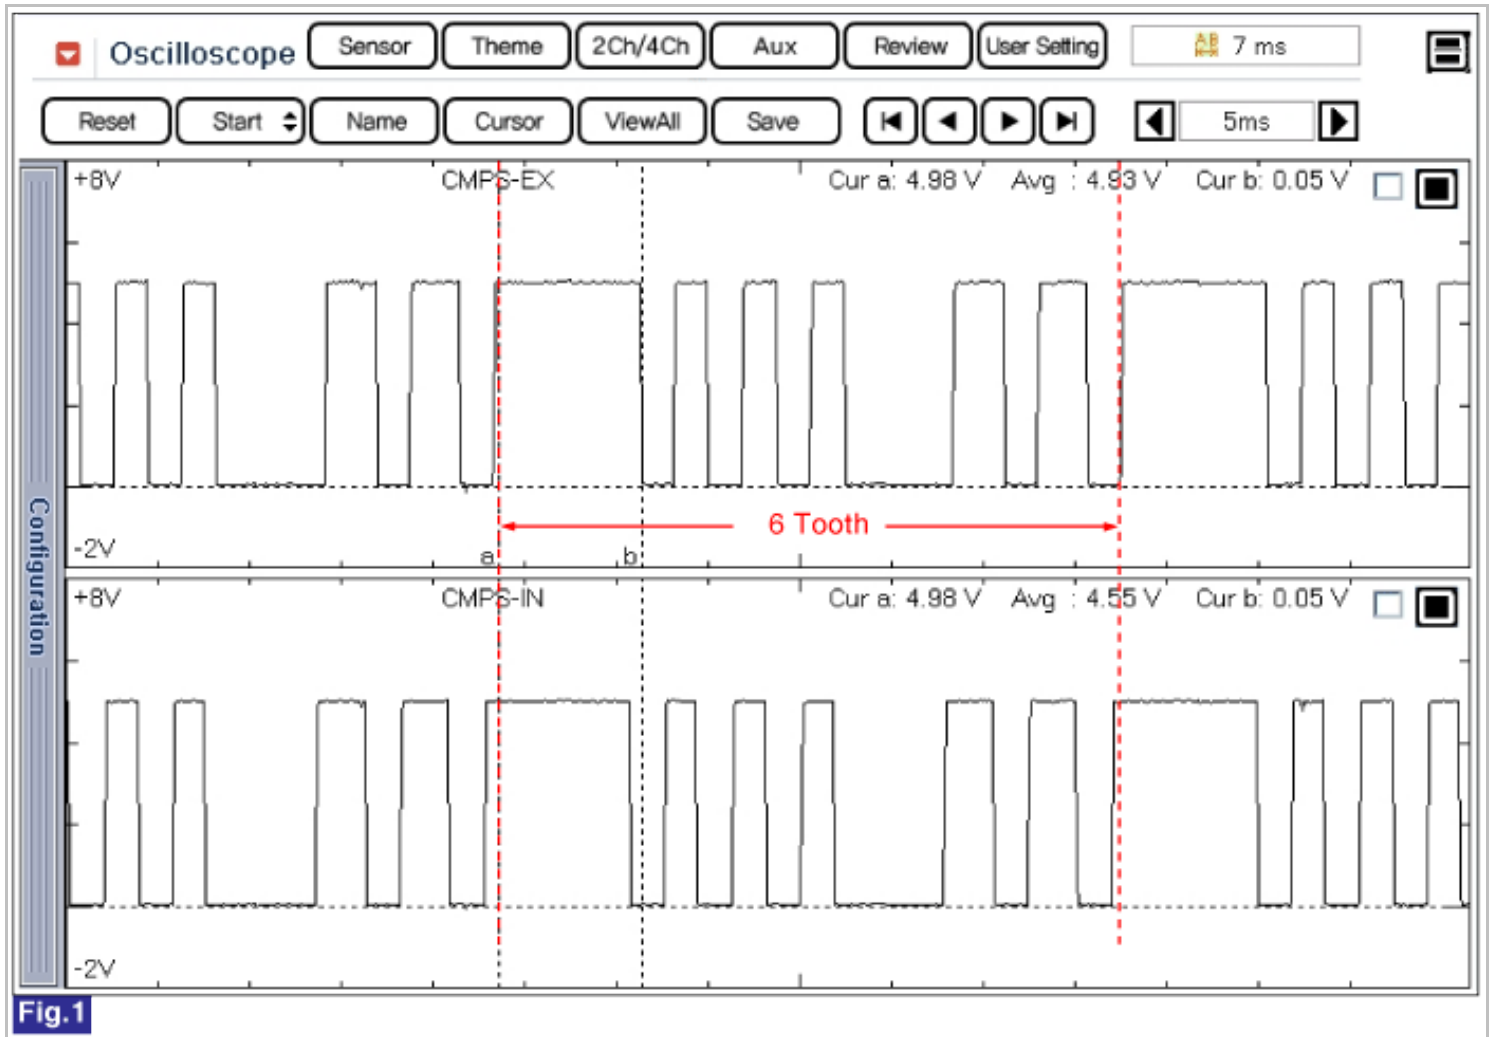 Oscilloscope Sensor Theme 2Ch/4Ch Aux Review User Setting AB 7 ms
Reset Start Name Cursor ViewAll Save 5ms
+8V CMPS-EX Cur a: 4.98 V Avg : 4.93 V Cur b: 0.05 V
6 Tooth
-2V a b
+8V CMPS-IN Cur a: 4.98 V Avg : 4.55 V Cur b: 0.05 V
Configuration
-2V
Fig.1